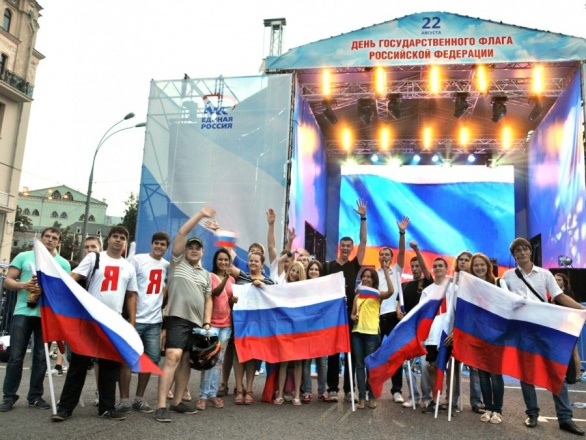 22
АВГУСТА
ДЕНЬ ГОСУДАРСТВЕННОГО ФЛАГА
РОССИЙСКОЙ ФЕДЕРАЦИИ
ЕДИНАЯ
РОССИЯ
Я
Я